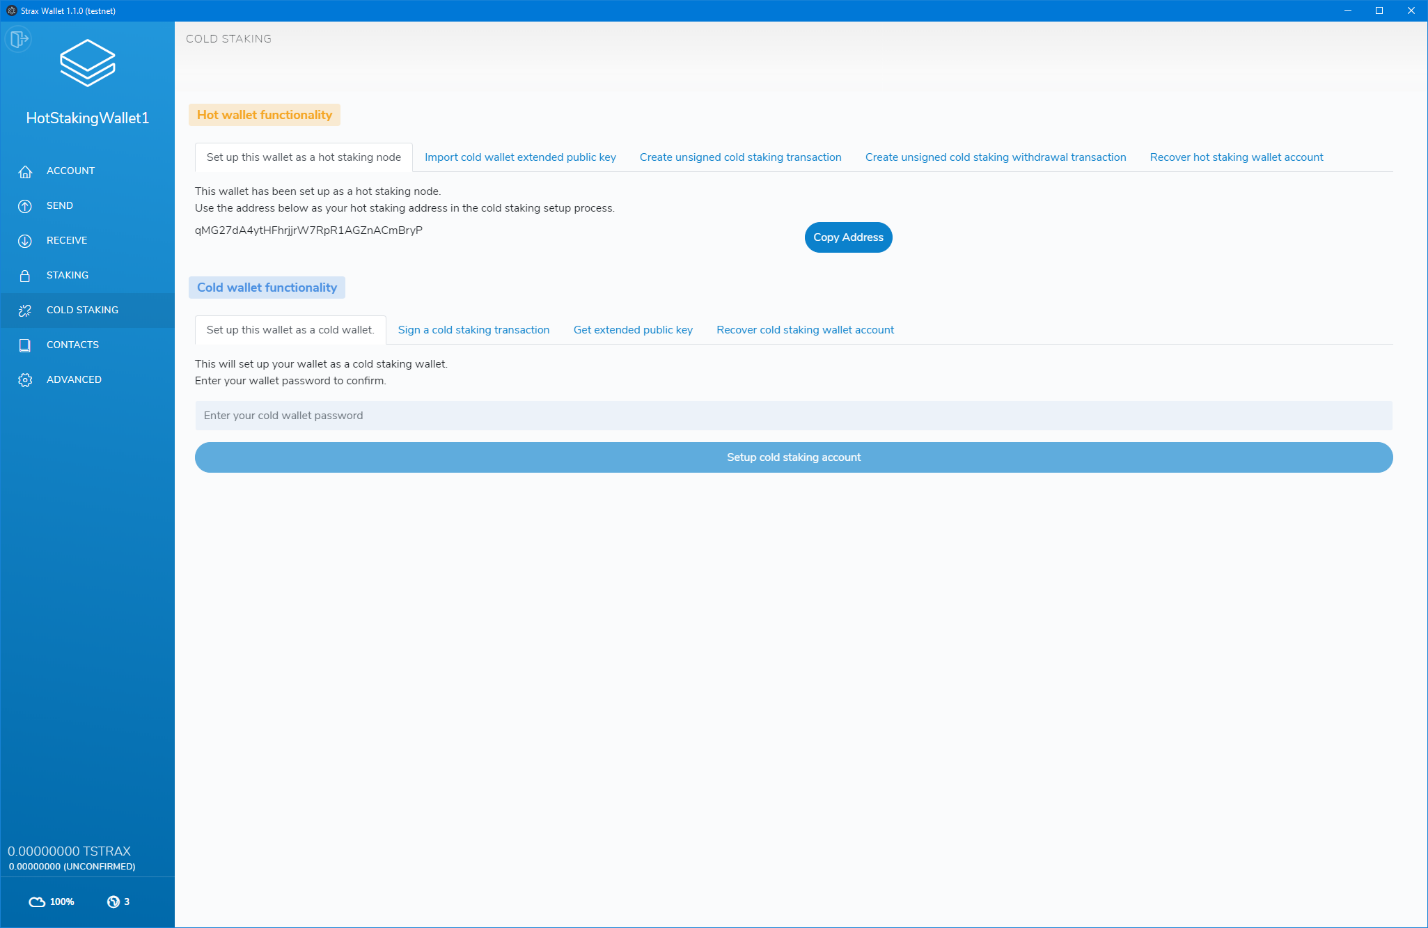 Strax Wallet 1.1.0 (testnet)
COLD STAKING
HotStakingWallet1
ACCOUNT
SEND
RECEIVE
STAKING
COLD STAKING
CONTACTS
ADVANCED
0.00000000 TSTRAX
0.00000000 (UNCONFIRMED)
100%
3
Hot wallet functionality
Set up this wallet as a hot staking node
Import cold wallet extended public key
Create unsigned cold staking transaction
Create unsigned cold staking withdrawal transaction
Recover hot staking wallet account
This wallet has been set up as a hot staking node.
Use the address below as your hot staking address in the cold staking setup process.
qMG27dA4ytHFhrjjrW7RpR1AGZnACmBryP
Copy Address
Cold wallet functionality
Set up this wallet as a cold wallet.
Sign a cold staking transaction
Get extended public key
Recover cold staking wallet account
This will set up your wallet as a cold staking wallet.
Enter your wallet password to confirm.
Enter your cold wallet password
Setup cold staking account